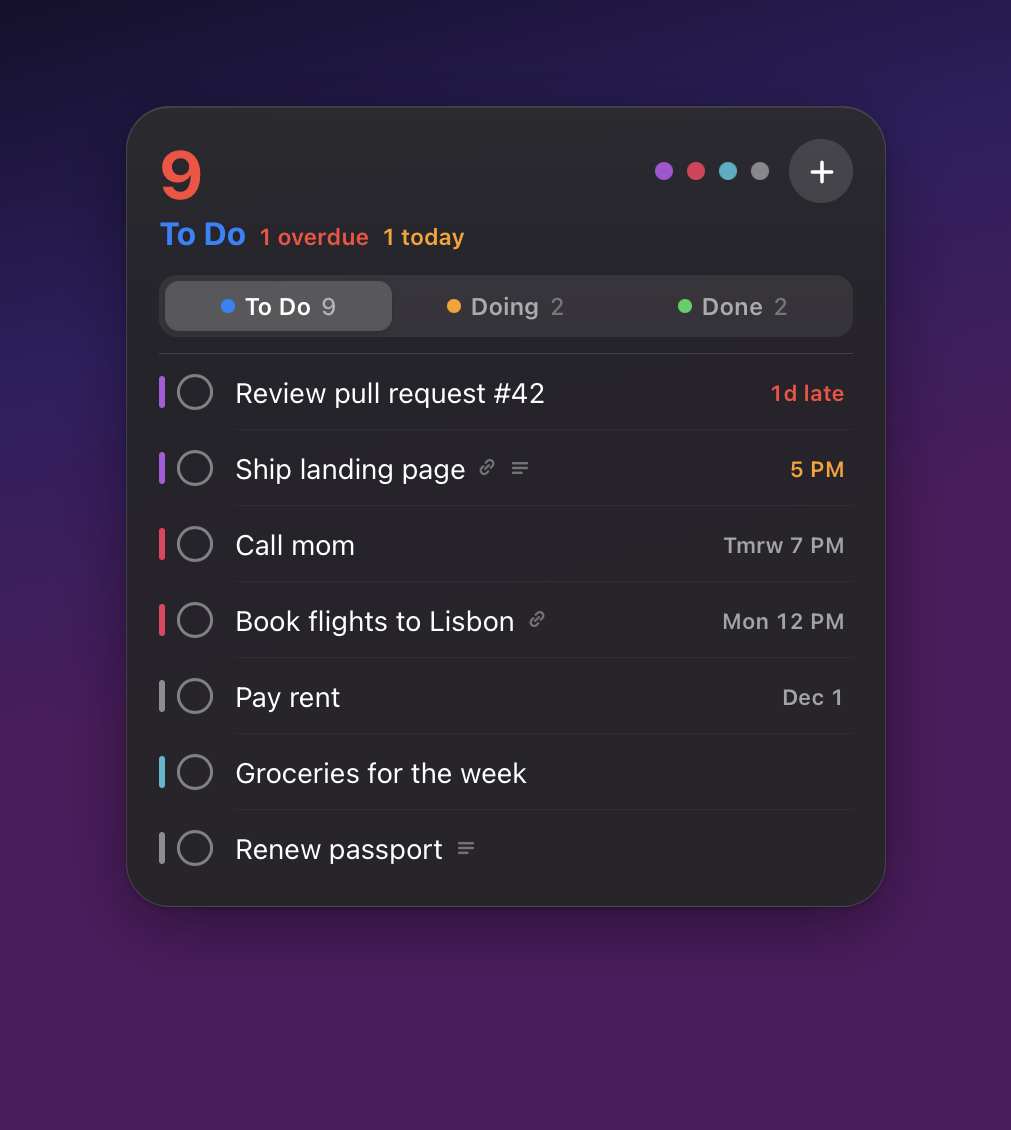 9
+
To Do 1 overdue 1 today
To Do 9 Doing 2 Done 2
Review pull request #42 1d late
Ship landing page 5 PM
Call mom Tmrw 7 PM
Book flights to Lisbon Mon 12 PM
Pay rent Dec 1
Groceries for the week
Renew passport